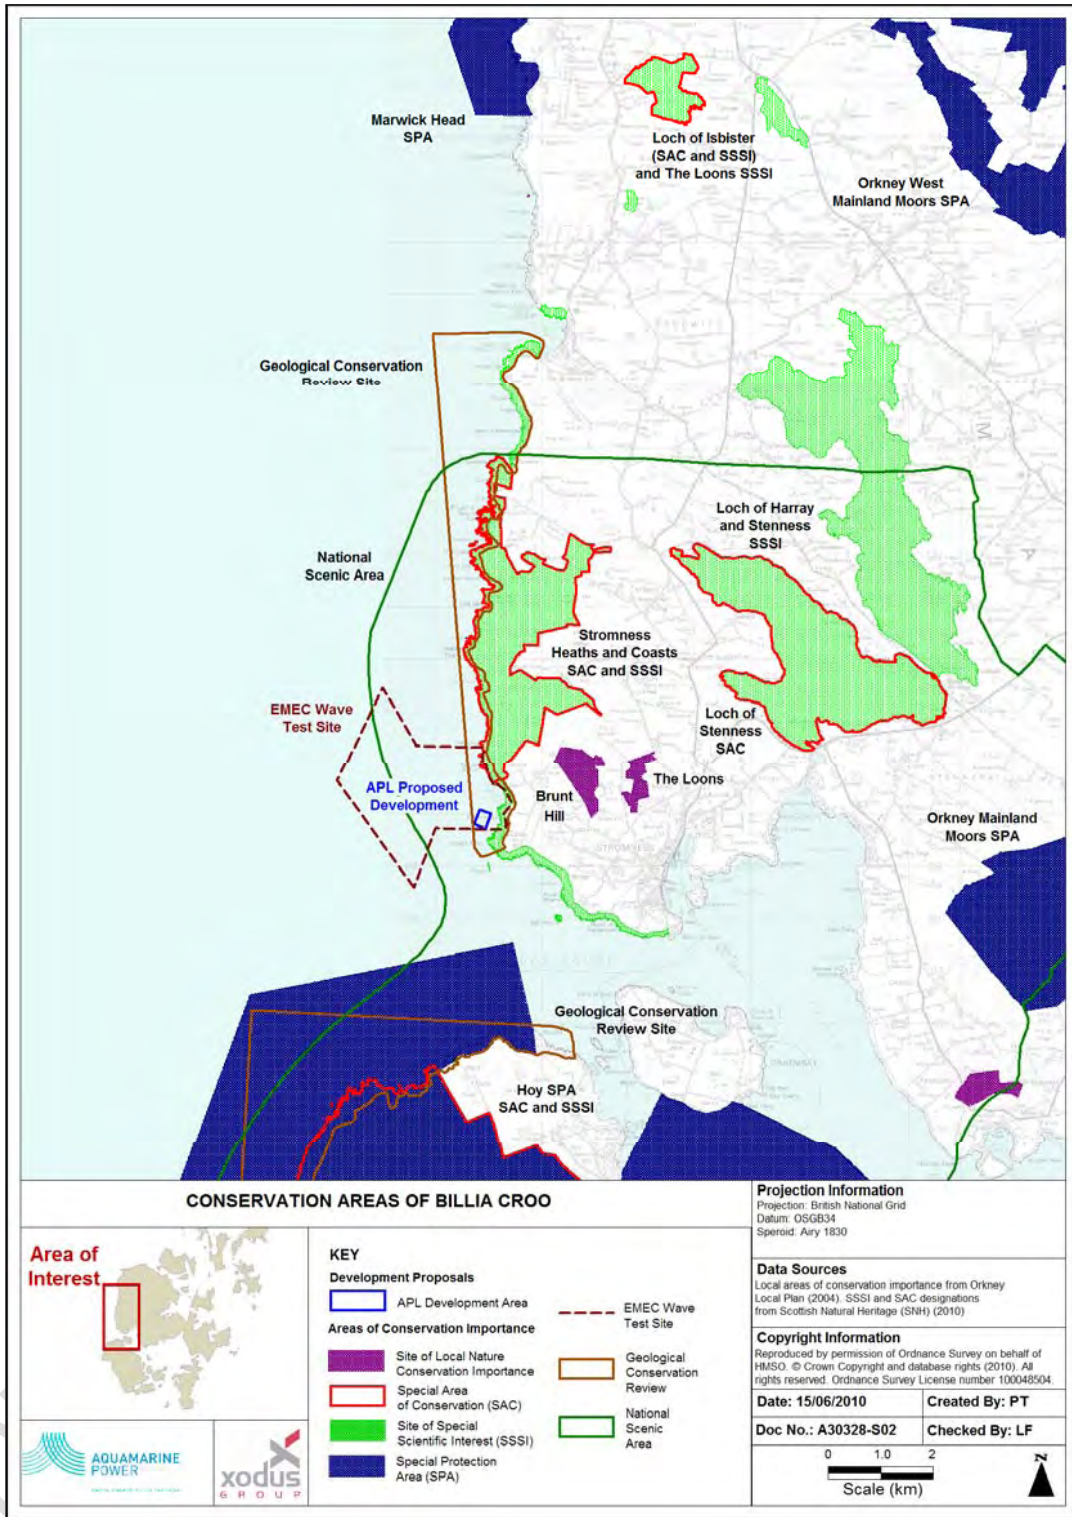 Marwick Head
SPA
Loch of Isbister
(SAC and SSSI)
and The Loons SSSI
Orkney West
Mainland Moors SPA
Geological Conservation
Review Site
Loch of Harray
and Stenness
SSSI
National
Scenic Area
Stromness
Heaths and Coasts
SAC and SSSI
EMEC Wave
Test Site
Loch of
Stenness
SAC
APL Proposed
Development
The Loons
Brunt
Hill
Orkney Mainland
Moors SPA
STROMNESS
Geological Conservation
Review Site
Hoy SPA
SAC and SSSI
CONSERVATION AREAS OF BILLIA CROO
Area of
Interest
KEY
Development Proposals
APL Development Area
EMEC Wave
Test Site
Areas of Conservation Importance
Site of Local Nature
Conservation Importance
Geological
Conservation
Review
Special Area
of Conservation (SAC)
Site of Special
Scientific Interest (SSSI)
National
Scenic
Area
Special Protection
Area (SPA)
AQUAMARINE
POWER
xodus
GROUP
Projection Information
Projection: British National Grid
Datum: OSGB34
Speroid: Airy 1830
Data Sources
Local areas of conservation importance from Orkney
Local Plan (2004). SSSI and SAC designations
from Scottish Natural Heritage (SNH) (2010)
Copyright Information
Reproduced by permission of Ordnance Survey on behalf of
HMSO. © Crown Copyright and database rights (2010). All
rights reserved. Ordnance Survey License number 100048504.
Date: 15/06/2010
Created By: PT
Doc No.: A30328-S02
Checked By: LF
0 1.0 2
Scale (km)
N